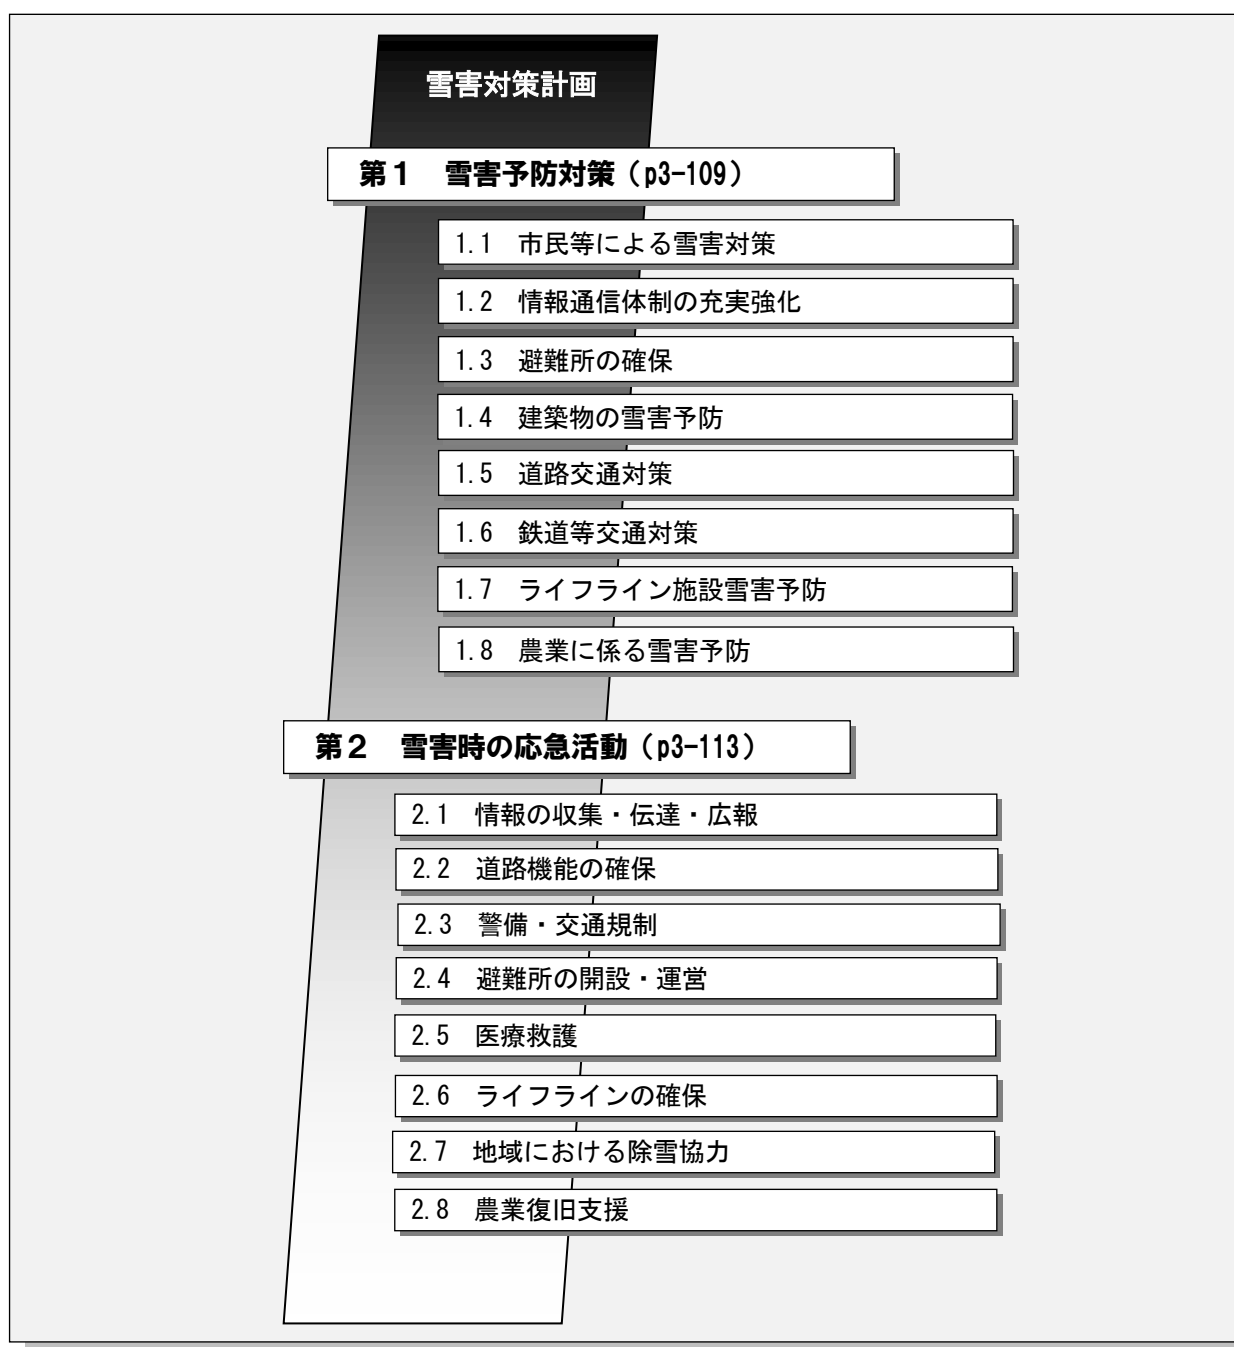 雪害対策計画
第１　雪害予防対策（p3-109）
1.1　市民等による雪害対策
1.2　情報通信体制の充実強化
1.3　避難所の確保
1.4　建築物の雪害予防
1.5　道路交通対策
1.6　鉄道等交通対策
1.7　ライフライン施設雪害予防
1.8　農業に係る雪害予防
第２　雪害時の応急活動（p3-113）
2.1　情報の収集・伝達・広報
2.2　道路機能の確保
2.3　警備・交通規制
2.4　避難所の開設・運営
2.5　医療救護
2.6　ライフラインの確保
2.7　地域における除雪協力
2.8　農業復旧支援